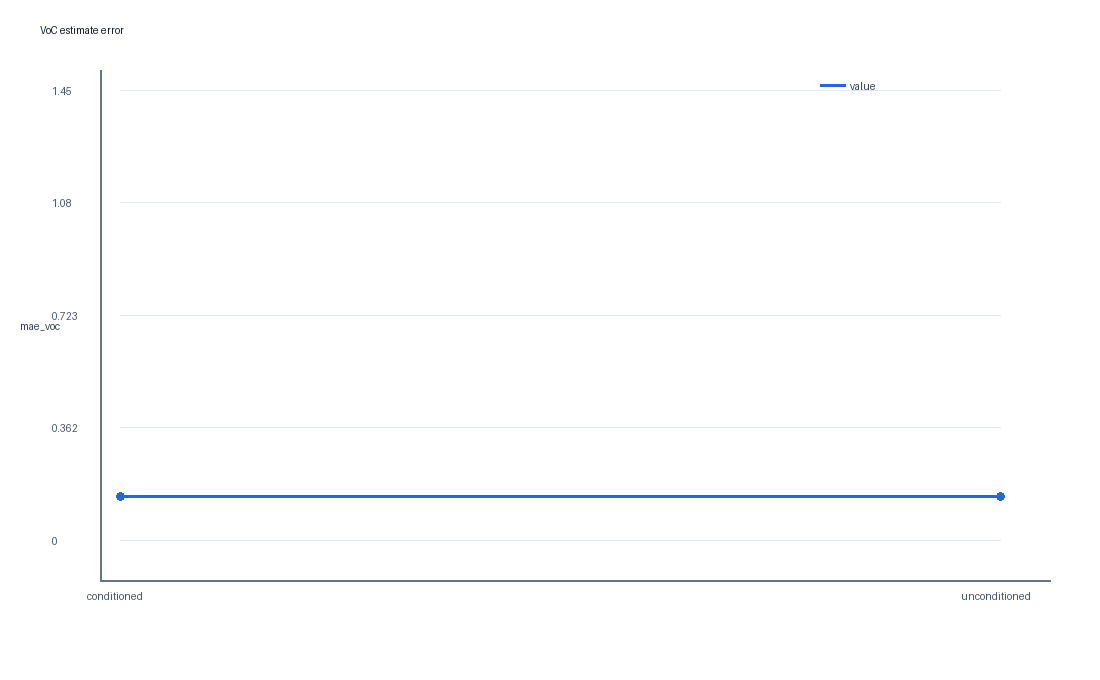 VoC estimate error
value
1.45
1.08
0.723
mae_voc
0.362
0
conditioned
unconditioned